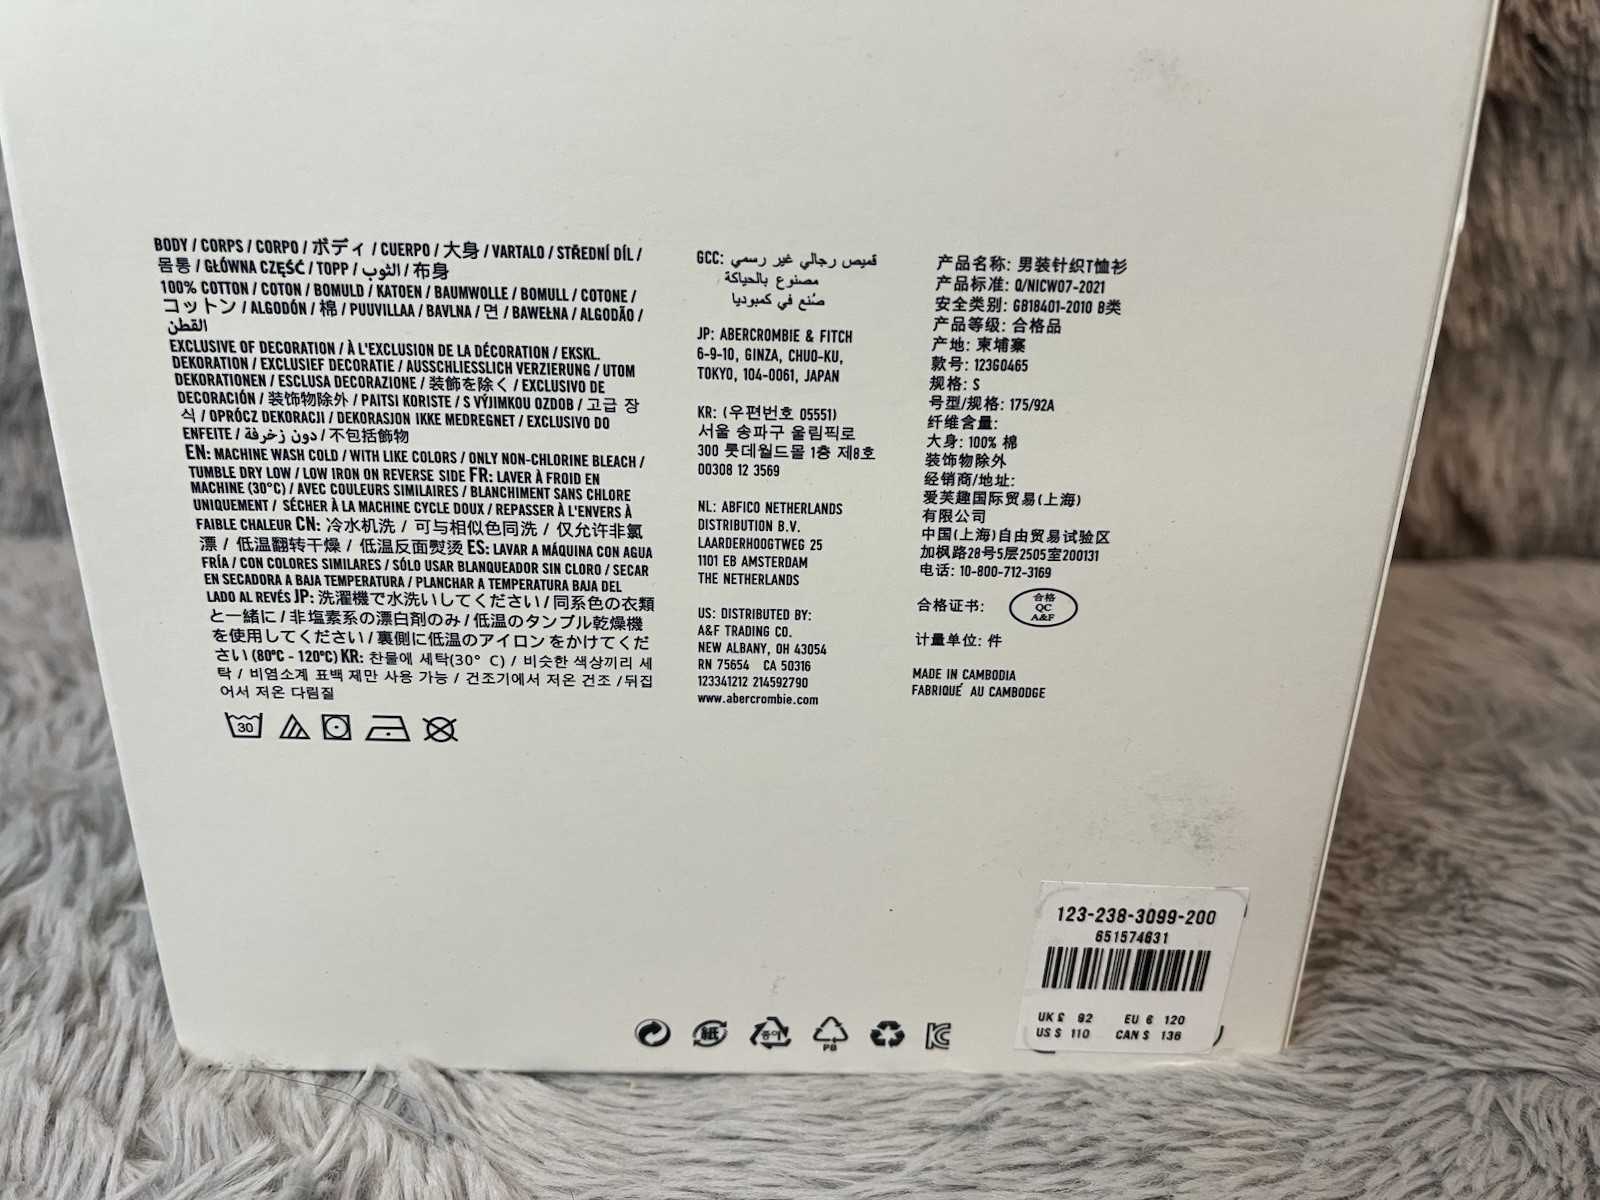 BODY / CORPS / CORPO / ボディ / CUERPO / 大身 / VARTALO / STŘEDNÍ DÍL /
몸통 / GŁÓWNA CZĘŚĆ / TOPP / الثوب / 布身
100% COTTON / COTON / BOMULD / KATOEN / BAUMWOLLE / BOMULL / COTONE /
コットン / ALGODÓN / 棉 / PUUVILLAA / BAVLNA / 면 / BAWEŁNA / ALGODÃO /
القطن
EXCLUSIVE OF DECORATION / À L'EXCLUSION DE LA DÉCORATION / EKSKL.
DEKORATION / EXCLUSIEF DECORATIE / AUSSCHLIESSLICH VERZIERUNG / UTOM
DEKORATIONEN / ESCLUSA DECORAZIONE / 装飾を除く / EXCLUSIVO DE
DECORACIÓN / 装饰物除外 / PAITSI KORISTE / S VÝJIMKOU OZDOB / 고급 장
식 / OPRÓCZ DEKORACJI / DEKORASJON IKKE MEDREGNET / EXCLUSIVO DO
ENFEITE / دون زخرفة / 不包括飾物
EN: MACHINE WASH COLD / WITH LIKE COLORS / ONLY NON-CHLORINE BLEACH /
TUMBLE DRY LOW / LOW IRON ON REVERSE SIDE FR: LAVER À FROID EN
MACHINE (30°C) / AVEC COULEURS SIMILAIRES / BLANCHIMENT SANS CHLORE
UNIQUEMENT / SÉCHER À LA MACHINE CYCLE DOUX / REPASSER À L'ENVERS À
FAIBLE CHALEUR CN: 冷水机洗 / 可与相似色同洗 / 仅允许非氯
漂 / 低温翻转干燥 / 低温反面熨烫 ES: LAVAR A MÁQUINA CON AGUA
FRÍA / CON COLORES SIMILARES / SÓLO USAR BLANQUEADOR SIN CLORO / SECAR
EN SECADORA A BAJA TEMPERATURA / PLANCHAR A TEMPERATURA BAJA DEL
LADO AL REVÉS JP: 洗濯機で水洗いしてください / 同系色の衣類
と一緒に / 非塩素系の漂白剤のみ / 低温のタンブル乾燥機
を使用してください / 裏側に低温のアイロンをかけてくだ
さい (80°C - 120°C) KR: 찬물에 세탁(30° C) / 비슷한 색상끼리 세
탁 / 비염소계 표백 제만 사용 가능 / 건조기에서 저온 건조 / 뒤집
어서 저온 다림질
30
GCC: قميص رجالي غير رسمي
مصنوع بالحياكة
صُنع في كمبوديا
JP: ABERCROMBIE & FITCH
6-9-10, GINZA, CHUO-KU,
TOKYO, 104-0061, JAPAN
KR: (우편번호 05551)
서울 송파구 올림픽로
300 롯데월드몰 1층 제8호
00308 12 3569
NL: ABFICO NETHERLANDS
DISTRIBUTION B.V.
LAARDERHOOGTWEG 25
1101 EB AMSTERDAM
THE NETHERLANDS
US: DISTRIBUTED BY:
A&F TRADING CO.
NEW ALBANY, OH 43054
RN 75654 CA 50316
123341212 214592790
www.abercrombie.com
产品名称: 男装针织T恤衫
产品标准: Q/NICW07-2021
安全类别: GB18401-2010 B类
产品等级: 合格品
产地: 柬埔寨
款号: 123G0465
规格: S
号型/规格: 175/92A
纤维含量:
大身: 100% 棉
装饰物除外
经销商/地址:
爱芙趣国际贸易(上海)
有限公司
中国(上海)自由贸易试验区
加枫路28号5层2505室200131
电话: 10-800-712-3169
合格证书: 合格
QC
A&F
计量单位: 件
MADE IN CAMBODIA
FABRIQUÉ AU CAMBODGE
紙
종이
PB
123-238-3099-200
651574631
UK £ 92 EU € 120
US $ 110 CAN $ 136